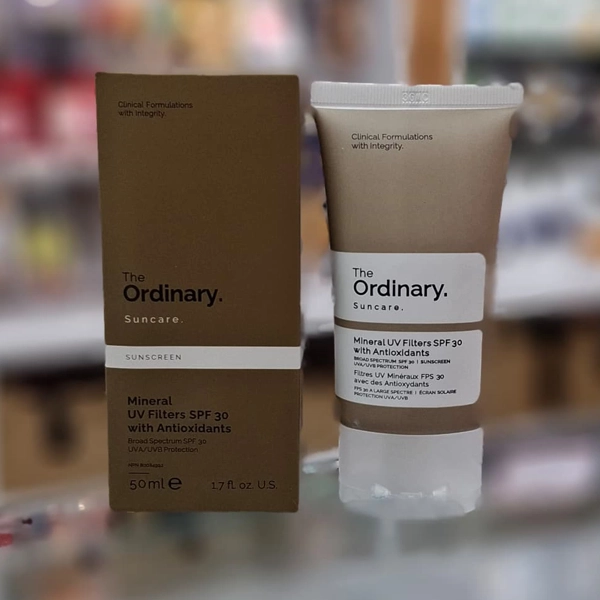 Clinical Formulations
with Integrity.
The
Ordinary.
Suncare.
SUNSCREEN
Mineral
UV Filters SPF 30
with Antioxidants
Broad Spectrum SPF 30
UVA/UVB Protection
50ml e 1.7 fl. oz. U.S.
Clinical Formulations
with Integrity.
The
Ordinary.
Suncare.
Mineral UV Filters SPF 30
with Antioxidants
BROAD SPECTRUM SPF 30 | SUNSCREEN
UVA/UVB PROTECTION
Filtres UV Minéraux FPS 30
avec des Antioxydants
FPS 30 A LARGE SPECTRE | ÉCRAN SOLAIRE
PROTECTION UVA/UVB